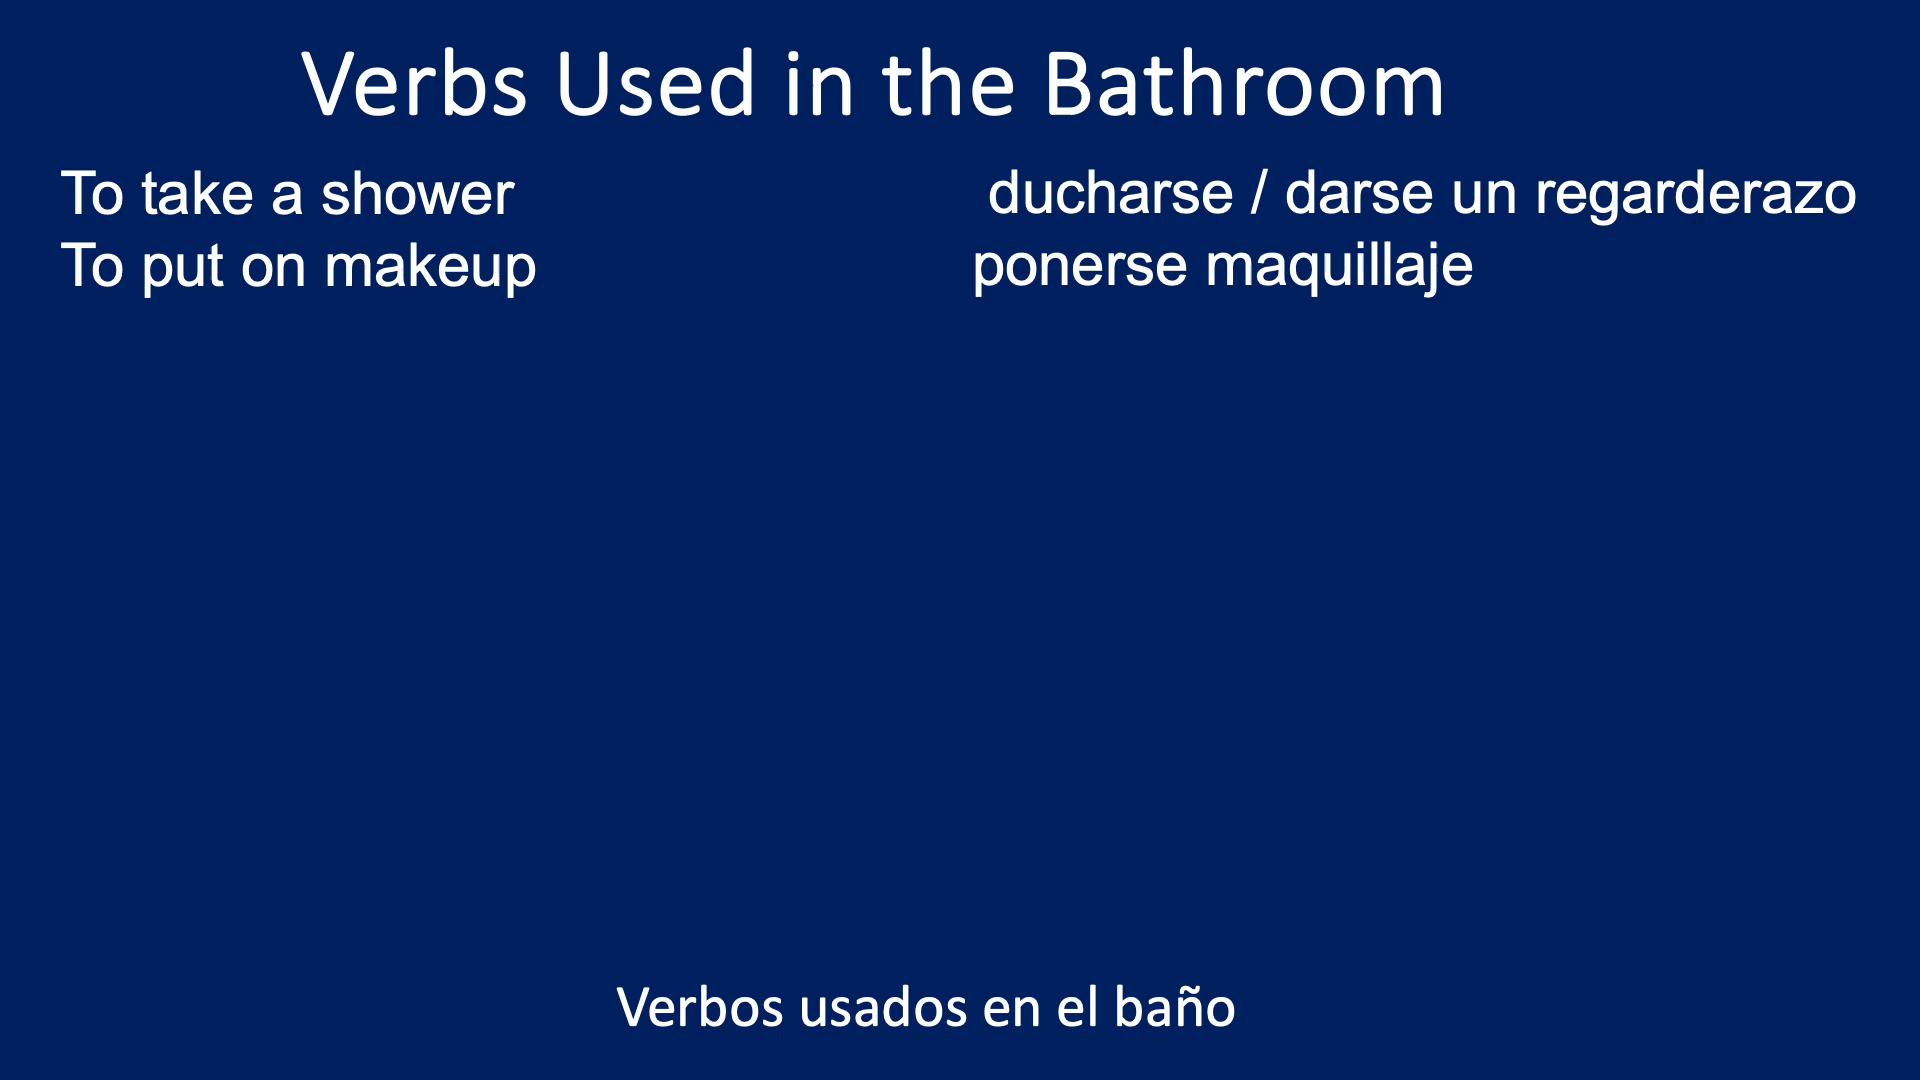 Verbs Used in the Bathroom
To take a shower ducharse / darse un regarderazo
To put on makeup ponerse maquillaje
Verbos usados en el baño